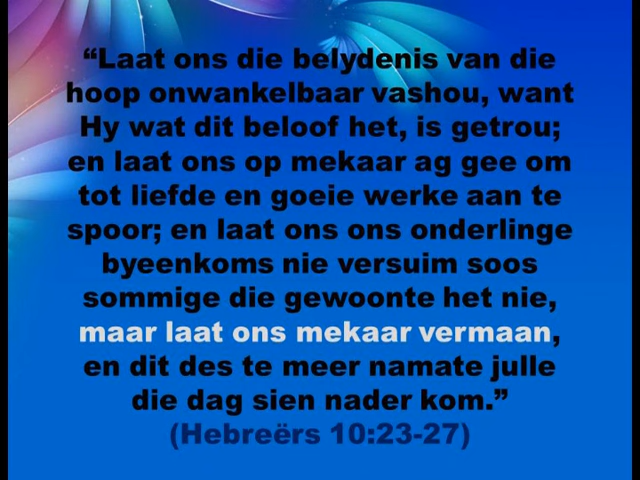 “Laat ons die belydenis van die
hoop onwankelbaar vashou, want
Hy wat dit beloof het, is getrou;
en laat ons op mekaar ag gee om
tot liefde en goeie werke aan te
spoor; en laat ons ons onderlinge
byeenkoms nie versuim soos
sommige die gewoonte het nie,
maar laat ons mekaar vermaan,
en dit des te meer namate julle
die dag sien nader kom.”
(Hebreërs 10:23-27)